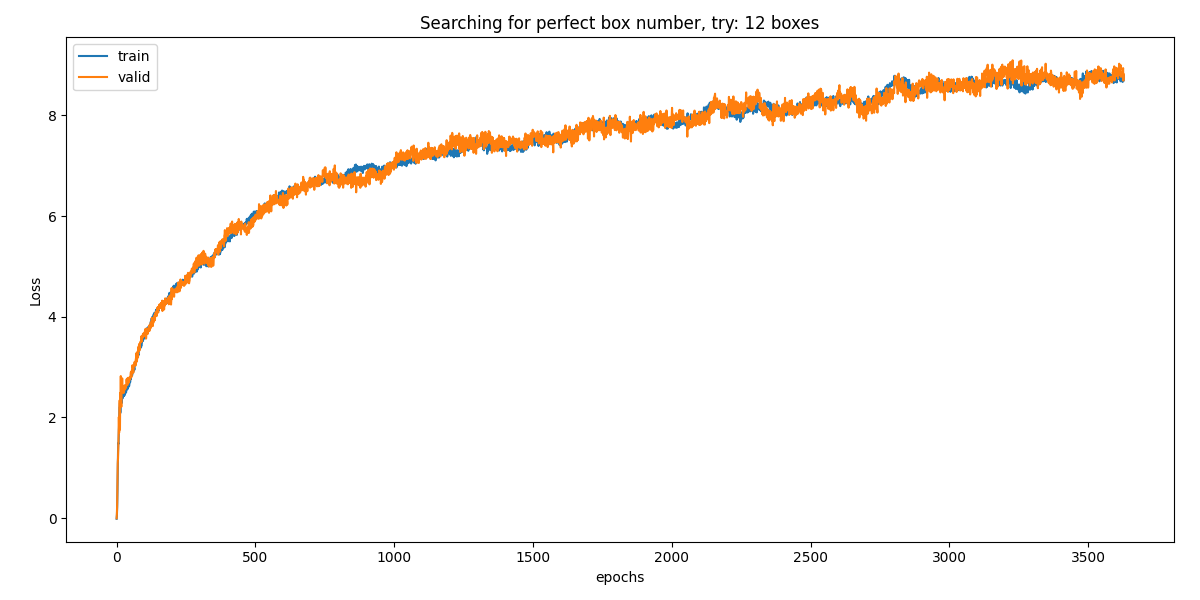 Searching for perfect box number, try: 12 boxes
train
valid
Loss
8
6
4
2
0
0 500 1000 1500 2000 2500 3000 3500
epochs